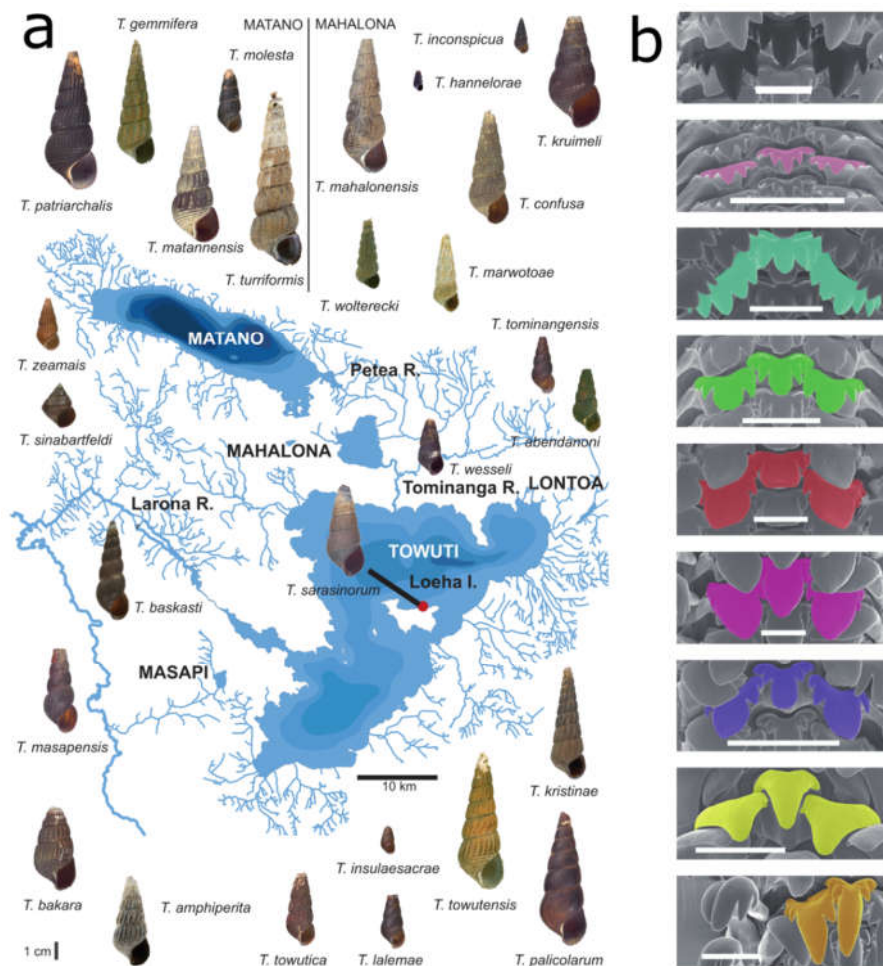 a
b
T. gemmifera
MATANO
MAHALONA
T. molesta
T. inconspicua
T. hannelorae
T. kruimeli
T. patriarchalis
T. mahalonensis
T. confusa
T. matannensis
T. turriformis
T. marwotoae
T. wolterecki
T. tominangensis
MATANO
T. zeamais
Petea R.
T. sinabartfeldi
T. abendanoni
MAHALONA
T. wesseli
Tominanga R.
LONTOA
Larona R.
TOWUTI
Loeha I.
T. sarasinorum
T. baskasti
MASAPI
T. masapensis
10 km
T. kristinae
T. insulaesacrae
T. bakara
T. amphiperita
T. towutensis
1 cm
T. towutica
T. lalemae
T. palicolarum